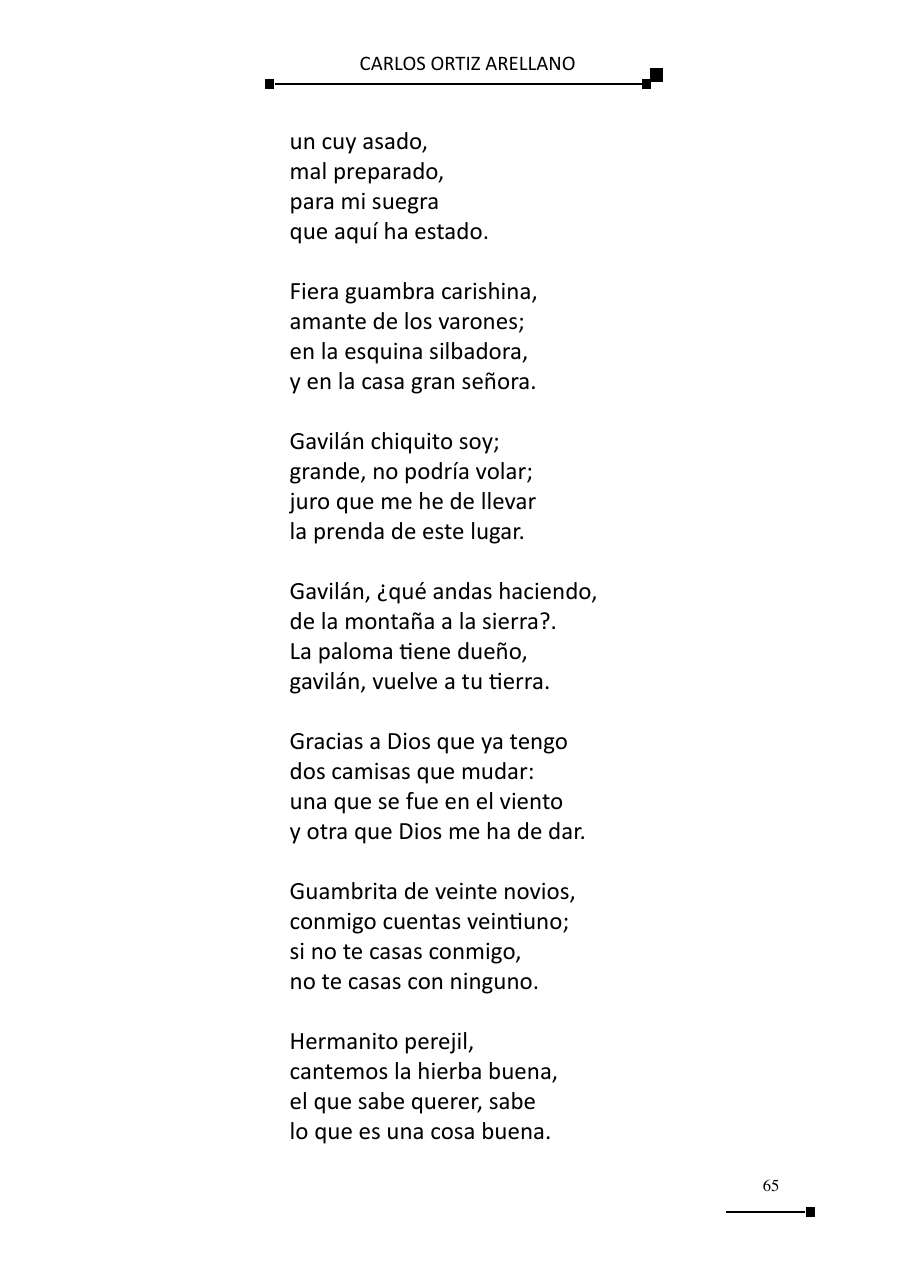 CARLOS ORTIZ ARELLANO
un cuy asado,
mal preparado,
para mi suegra
que aquí ha estado.
Fiera guambra carishina,
amante de los varones;
en la esquina silbadora,
y en la casa gran señora.
Gavilán chiquito soy;
grande, no podría volar;
juro que me he de llevar
la prenda de este lugar.
Gavilán, ¿qué andas haciendo,
de la montaña a la sierra?.
La paloma tiene dueño,
gavilán, vuelve a tu tierra.
Gracias a Dios que ya tengo
dos camisas que mudar:
una que se fue en el viento
y otra que Dios me ha de dar.
Guambrita de veinte novios,
conmigo cuentas veintiuno;
si no te casas conmigo,
no te casas con ninguno.
Hermanito perejil,
cantemos la hierba buena,
el que sabe querer, sabe
lo que es una cosa buena.
65